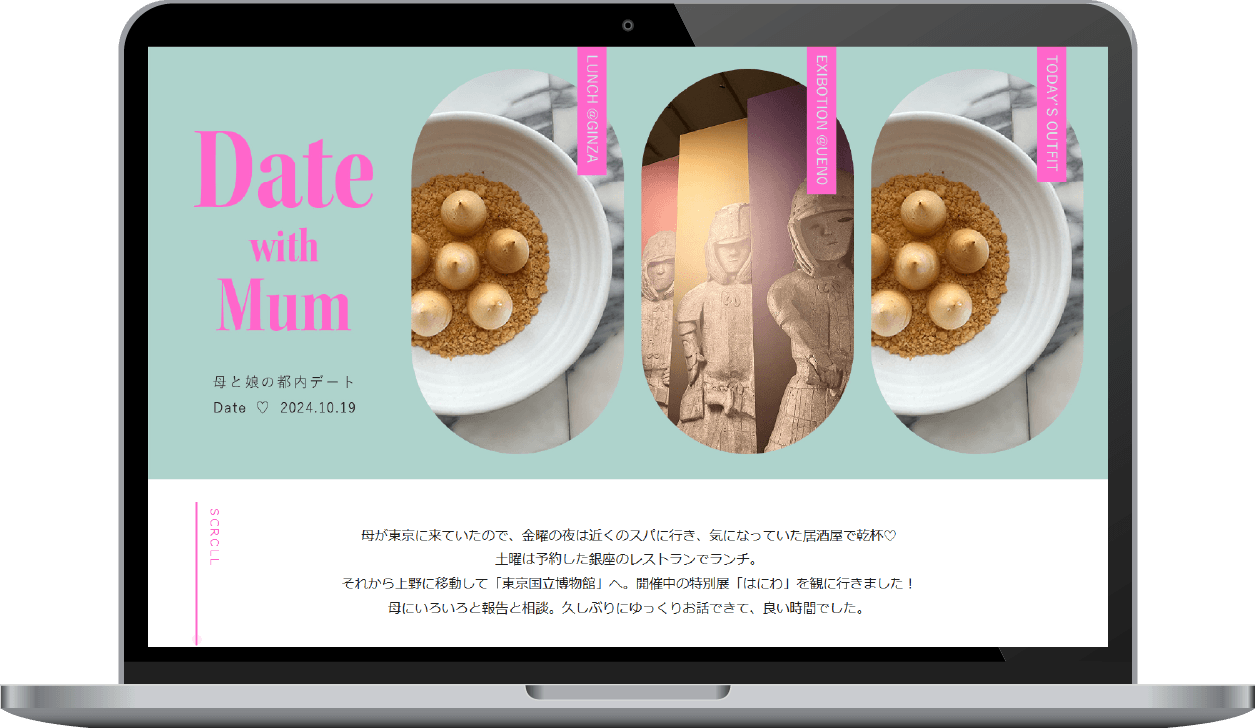 Date
with
Mum
母と娘の都内デート
Date ♡ 2024.10.19
LUNCH @GINZA
EXIBOTION @UENO
TODAY'S OUTFIT
SCRCLL
母が東京に来ていたので、金曜の夜は近くのスパに行き、気になっていた居酒屋で乾杯♡
土曜は予約した銀座のレストランでランチ。
それから上野に移動して「東京国立博物館」へ。開催中の特別展「はにわ」を観に行きました！
母にいろいろと報告と相談。久しぶりにゆっくりお話できて、良い時間でした。